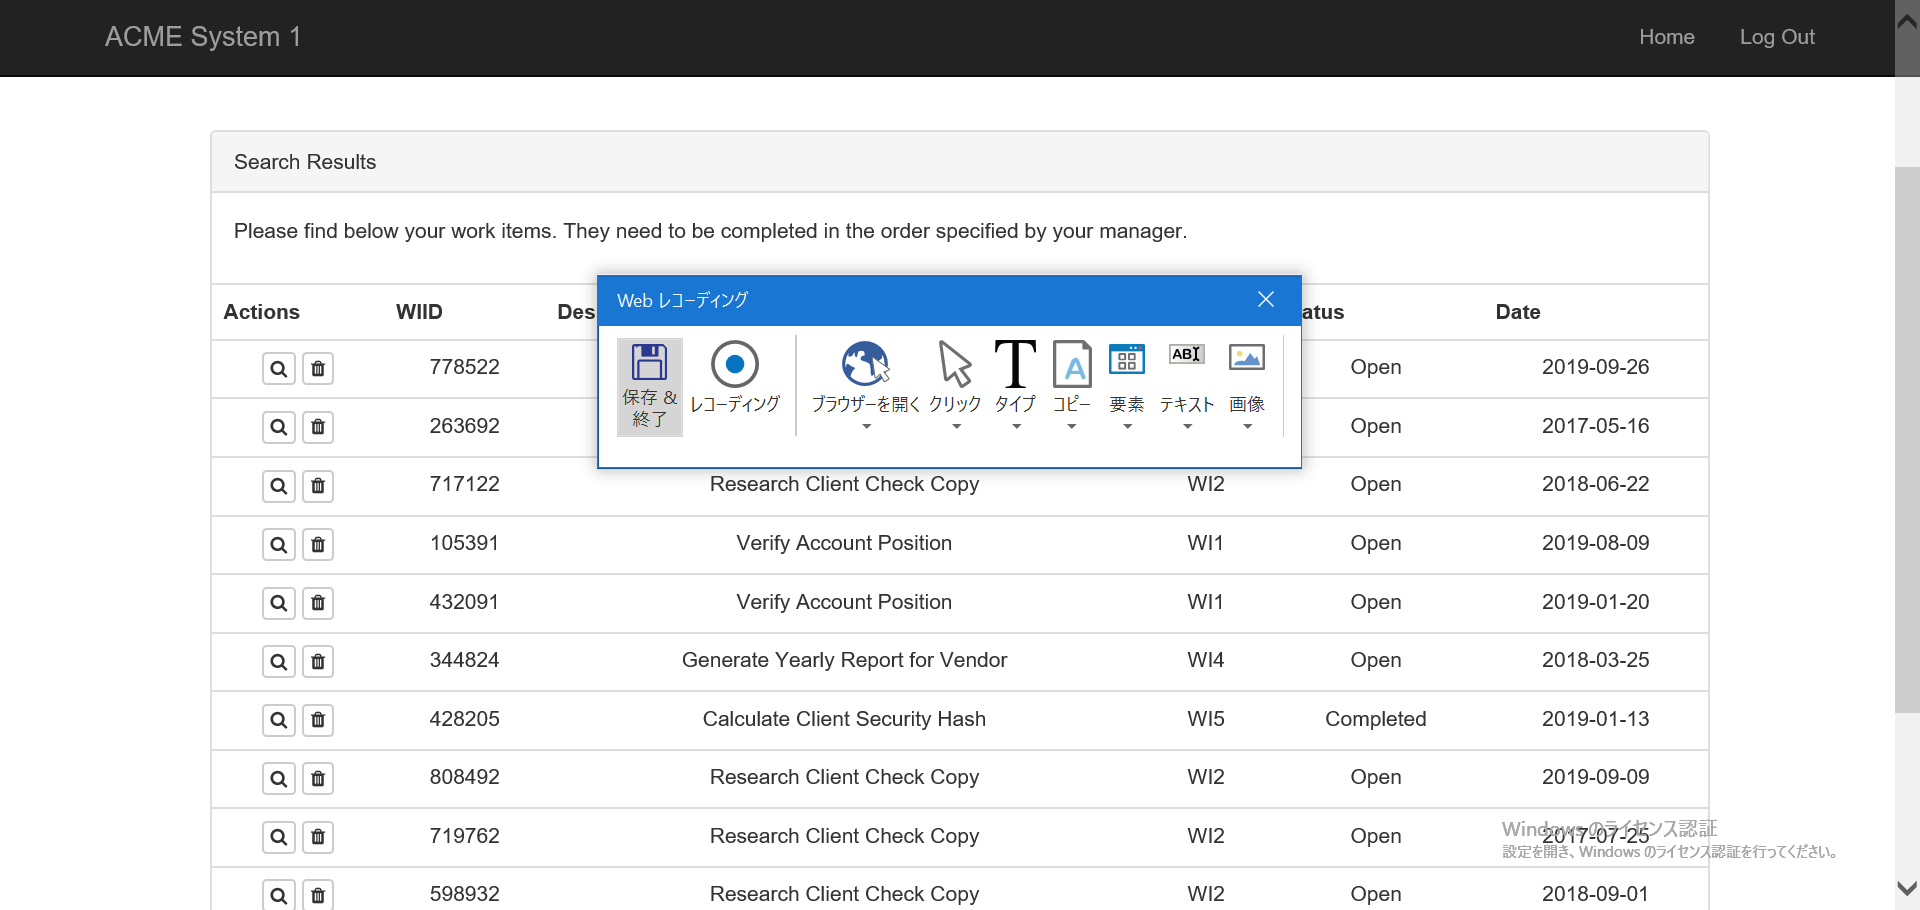 ACME System 1 Home Log Out
Search Results
Please find below your work items. They need to be completed in the order specified by your manager.
Actions WIID Des atus Date
Web レコーディング
保存 &
終了
レコーディング ブラウザーを開く クリック タイプ コピー 要素 テキスト 画像
ABI
778522 Open 2019-09-26
263692 Open 2017-05-16
717122 Research Client Check Copy WI2 Open 2018-06-22
105391 Verify Account Position WI1 Open 2019-08-09
432091 Verify Account Position WI1 Open 2019-01-20
344824 Generate Yearly Report for Vendor WI4 Open 2018-03-25
428205 Calculate Client Security Hash WI5 Completed 2019-01-13
808492 Research Client Check Copy WI2 Open 2019-09-09
719762 Research Client Check Copy WI2 Open 2017-07-25
Windows のライセンス認証
設定を開き、Windows のライセンス認証を行ってください。
598932 Research Client Check Copy WI2 Open 2018-09-01